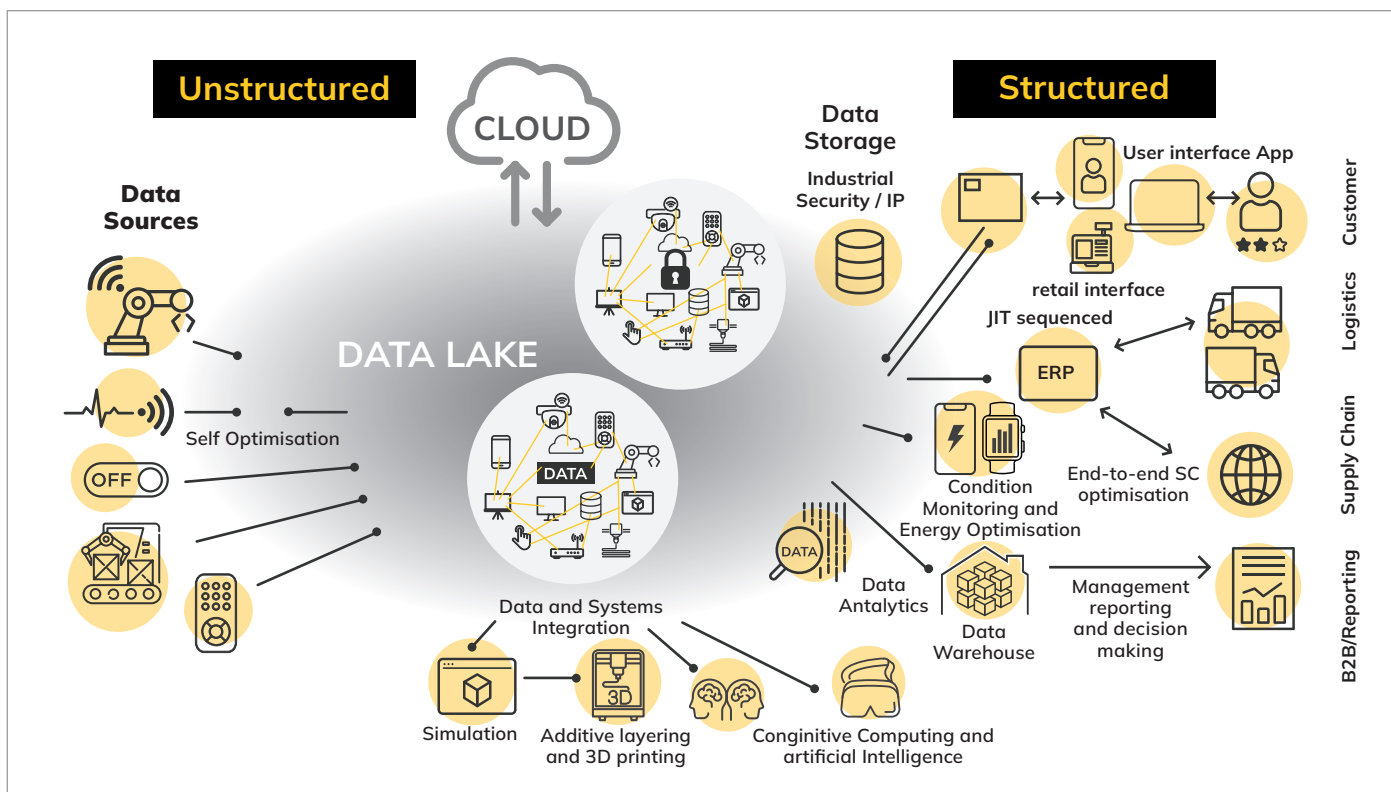 Unstructured
CLOUD
Data
Storage
Structured
Industrial
Security / IP
User interface App
Customer
Data
Sources
retail interface
JIT sequenced
Logistics
DATA LAKE
ERP
Self Optimisation
OFF
DATA
Condition
Monitoring and
Energy Optimisation
End-to-end SC
optimisation
Supply Chain
DATA
Data
Antalytics
Data
Warehouse
Management
reporting
and decision
making
B2B/Reporting
Data and Systems
Integration
Simulation
3D
Additive layering
and 3D printing
Conginitive Computing and
artificial Intelligence